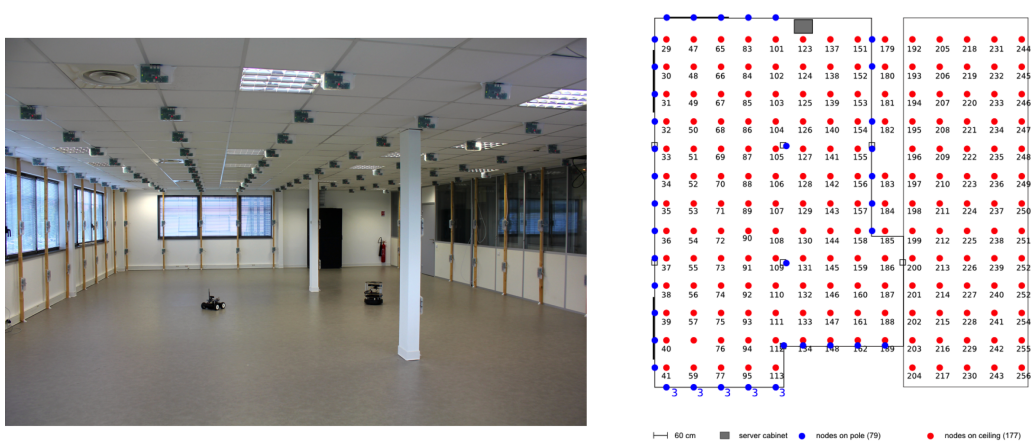 29 47 65 83 101 123 137 151 179 192 205 218 231 244
30 48 66 84 102 124 138 152 180 193 206 219 232 245
31 49 67 85 103 125 139 153 181 194 207 220 233 246
32 50 68 86 104 126 140 154 182 195 208 221 234 247
33 51 69 87 105 127 141 155 196 209 222 235 248
34 52 70 88 106 128 142 156 183 197 210 223 236 249
35 53 71 89 107 129 143 157 184 198 211 224 237 250
36 54 72 90 108 130 144 158 185 199 212 225 238 251
37 55 73 91 109 131 145 159 186 200 213 226 239 252
38 56 74 92 110 132 146 160 187 201 214 227 240 252
39 57 75 93 111 133 147 161 188 202 215 228 241 254
40 76 94 112 134 148 162 189 203 216 229 242 255
41 59 77 95 113 204 217 230 243 256
3 3 3 3 3
60 cm server cabinet nodes on pole (79) nodes on ceiling (177)